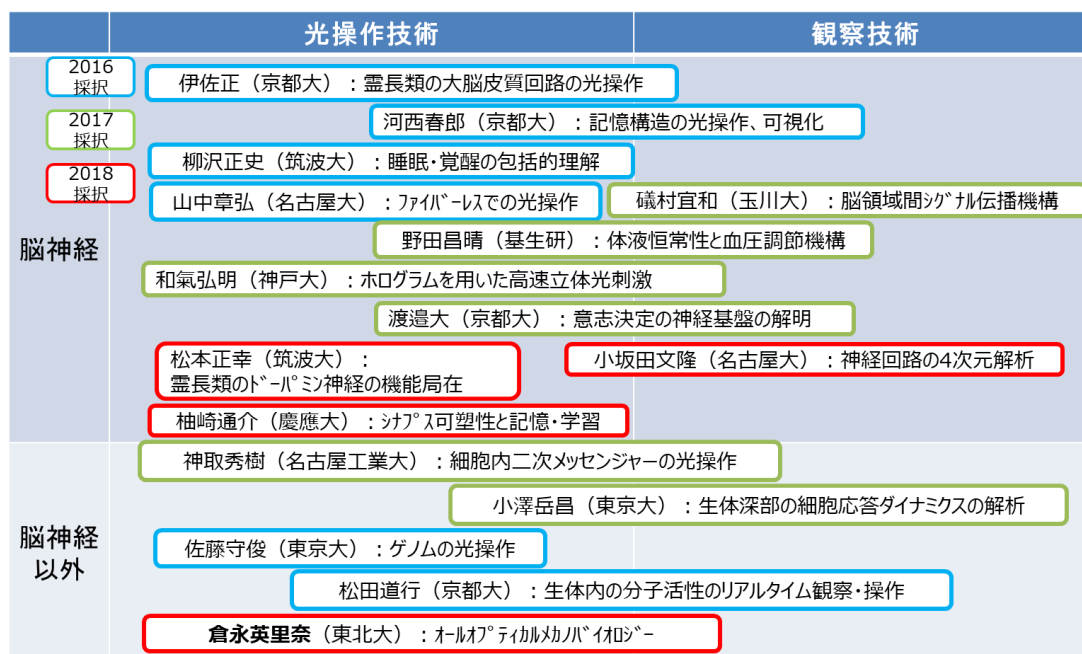 光操作技術
観察技術
2016
採択
2017
採択
2018
採択
脳神経
伊佐正（京都大）：霊長類の大脳皮質回路の光操作
河西春郎（京都大）：記憶構造の光操作、可視化
柳沢正史（筑波大）：睡眠・覚醒の包括的理解
山中章弘（名古屋大）：ﾌｧｲﾊﾞｰﾚｽでの光操作
礒村宜和（玉川大）：脳領域間ｼｸﾞﾅﾙ伝播機構
野田昌晴（基生研）：体液恒常性と血圧調節機構
和氣弘明（神戸大）：ホログラムを用いた高速立体光刺激
渡邉大（京都大）：意志決定の神経基盤の解明
松本正幸（筑波大）：
霊長類のﾄﾞｰﾊﾟﾐﾝ神経の機能局在
小坂田文隆（名古屋大）：神経回路の4次元解析
柚崎通介（慶應大）：ｼﾅﾌﾟｽ可塑性と記憶・学習
脳神経
以外
神取秀樹（名古屋工業大）：細胞内二次メッセンジャーの光操作
小澤岳昌（東京大）：生体深部の細胞応答ダイナミクスの解析
佐藤守俊（東京大）：ゲノムの光操作
松田道行（京都大）：生体内の分子活性のリアルタイム観察・操作
倉永英里奈（東北大）：ｵｰﾙｵﾌﾟﾃｨｶﾙﾒｶﾉﾊﾞｲｵﾛｼﾞｰ